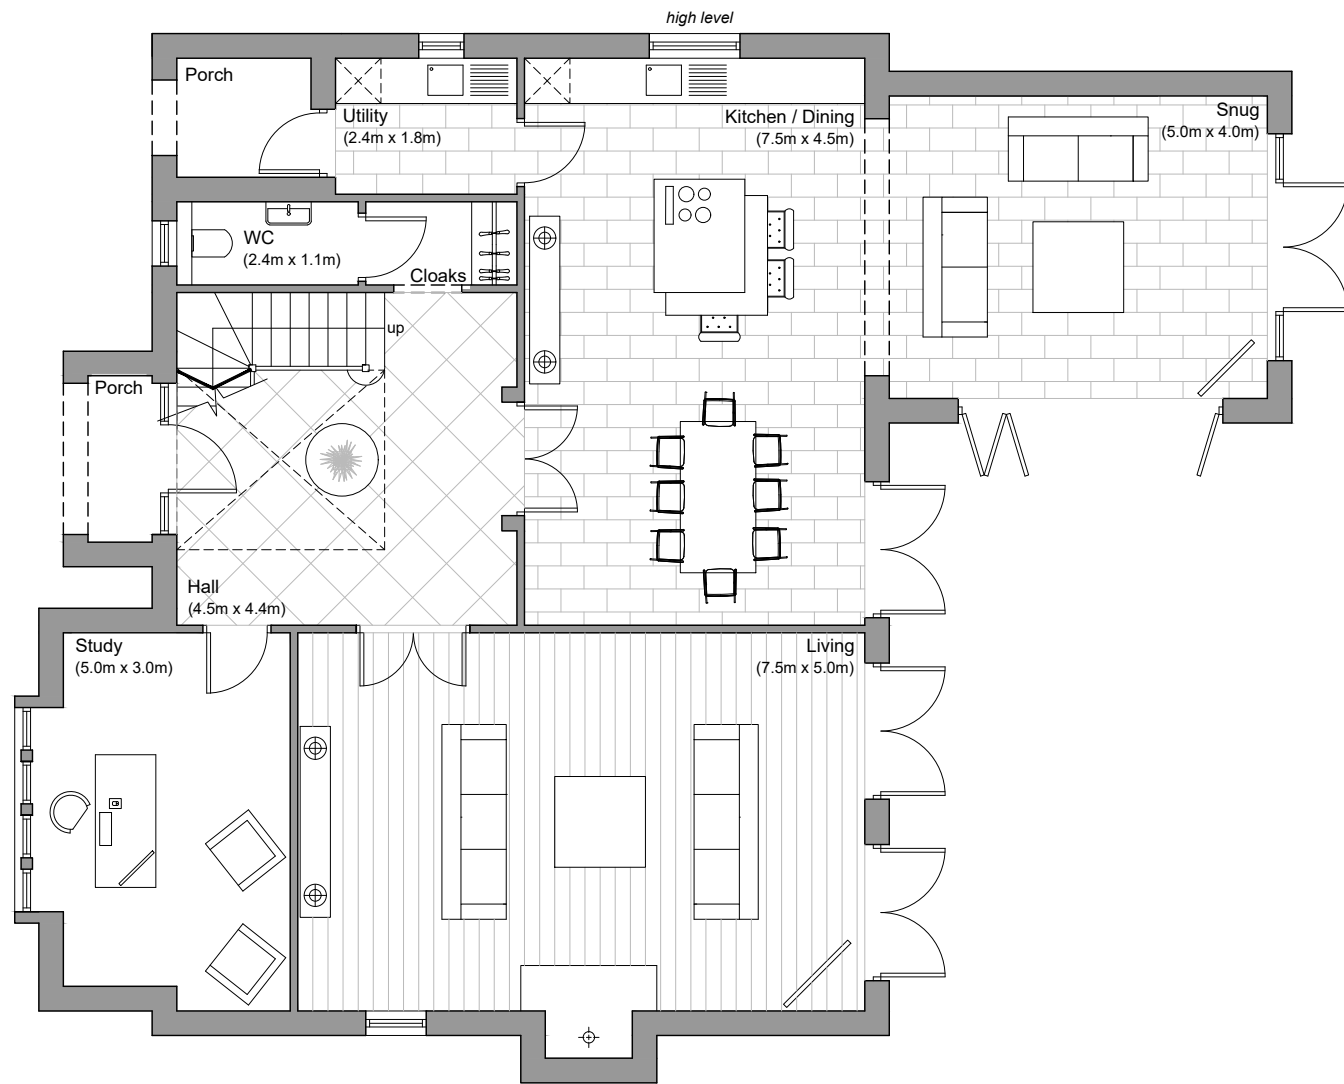 high level
Porch
Utility
(2.4m x 1.8m)
Kitchen / Dining
(7.5m x 4.5m)
Snug
(5.0m x 4.0m)
WC
(2.4m x 1.1m)
Cloaks
up
Porch
Hall
(4.5m x 4.4m)
Study
(5.0m x 3.0m)
Living
(7.5m x 5.0m)